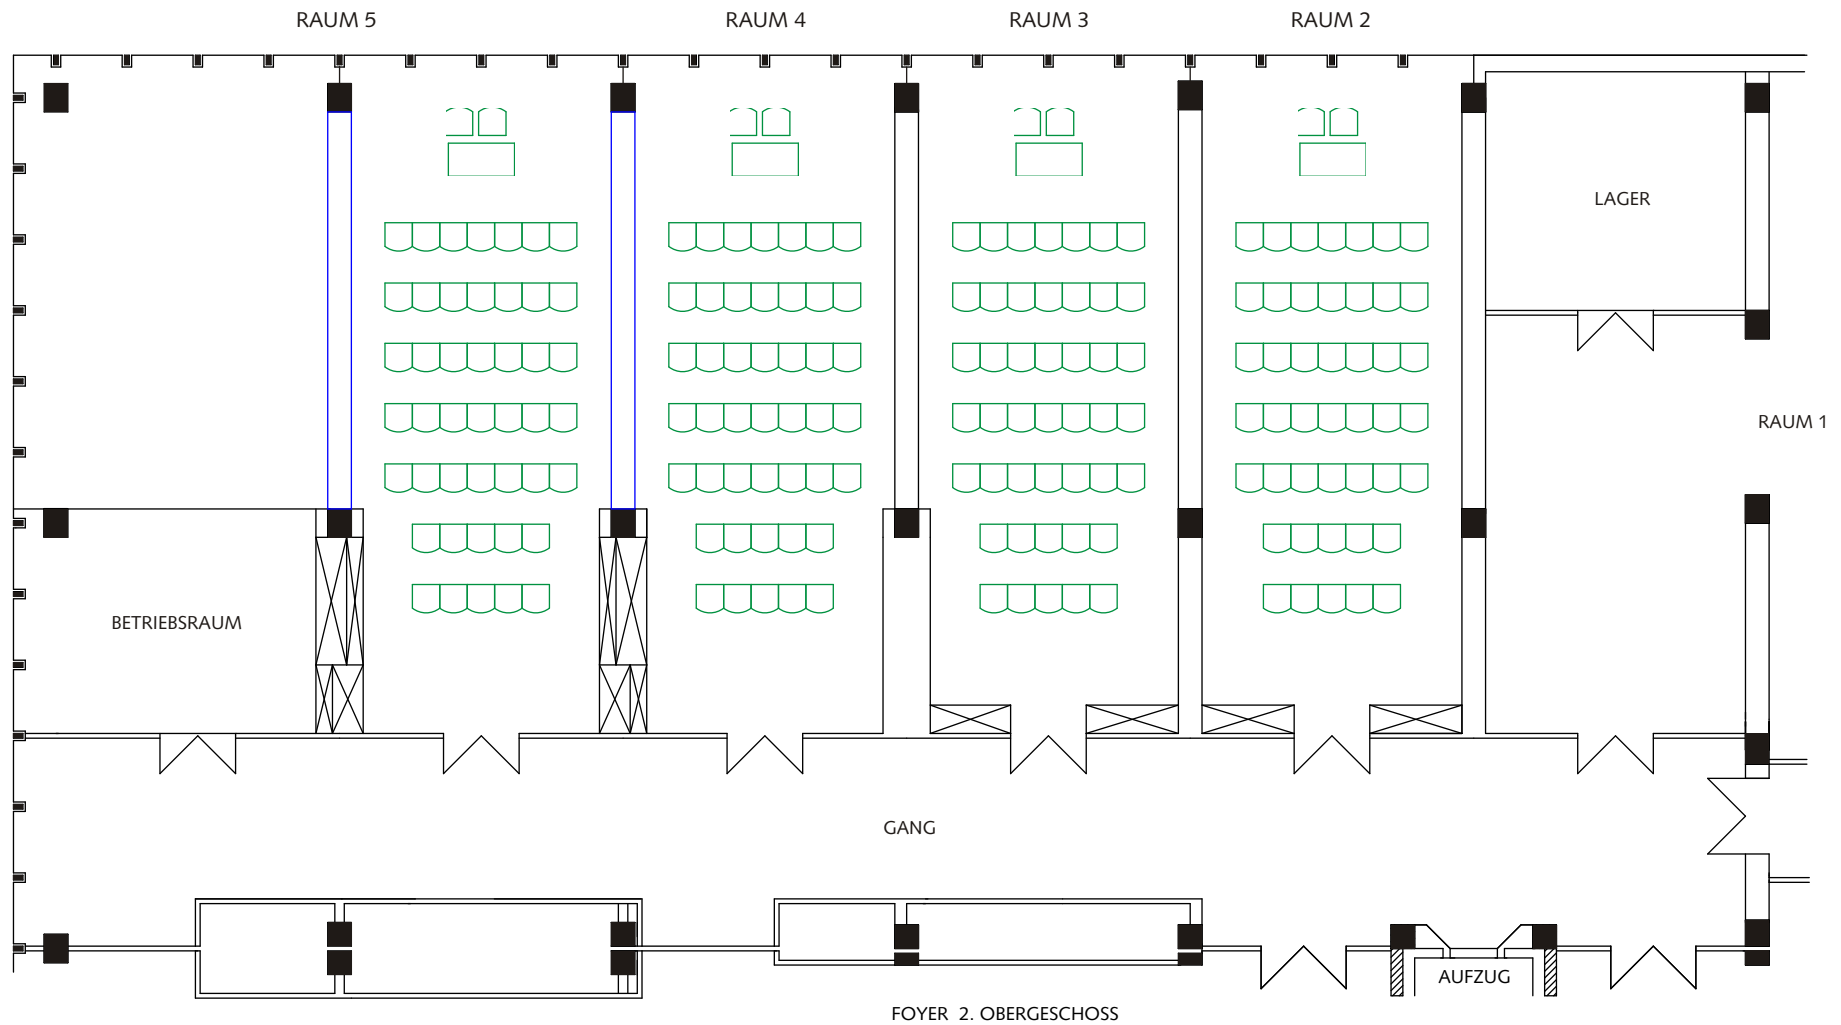 RAUM 5
RAUM 4
RAUM 3
RAUM 2
LAGER
RAUM 1
BETRIEBSRAUM
GANG
AUFZUG
FOYER  2. OBERGESCHOSS